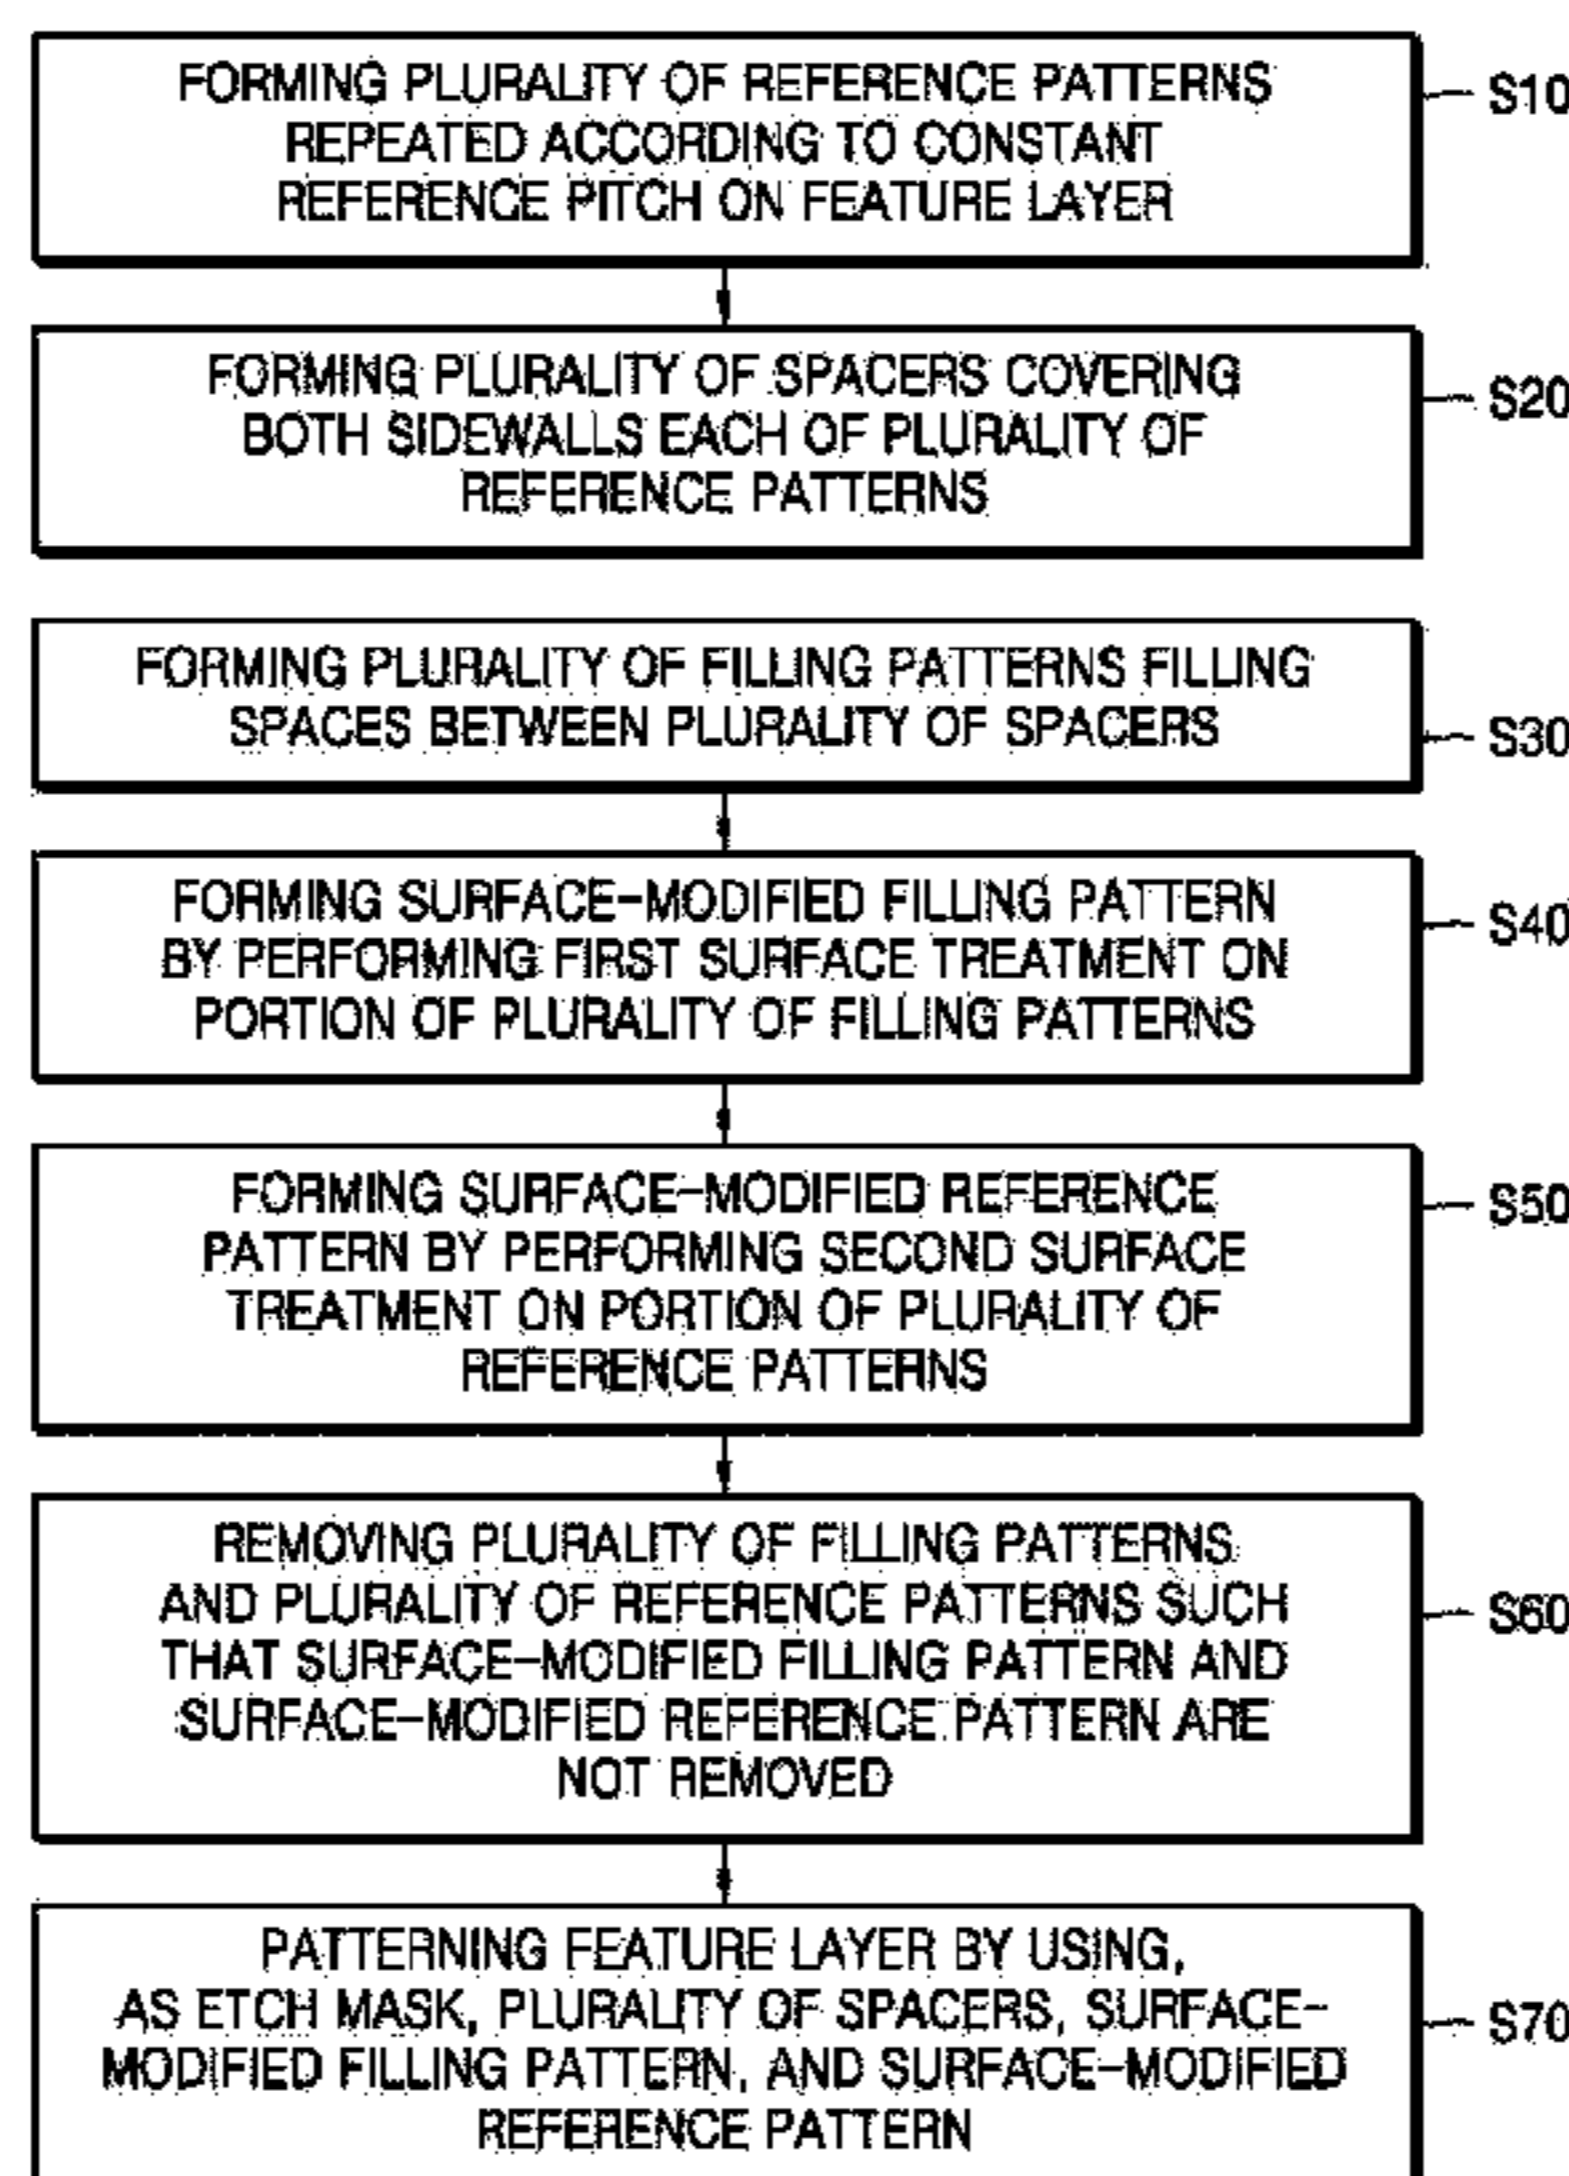 FORMING PLURALITY OF REFERENCE PATTERNS
REPEATED ACCORDING TO CONSTANT
REFERENCE PITCH ON FEATURE LAYER
S10
FORMING PLURALITY OF SPACERS COVERING
BOTH SIDEWALLS EACH OF PLURALITY OF
REFERENCE PATTERNS
S20
FORMING PLURALITY OF FILLING PATTERNS FILLING
SPACES BETWEEN PLURALITY OF SPACERS
S30
FORMING SURFACE-MODIFIED FILLING PATTERN
BY PERFORMING FIRST SURFACE TREATMENT ON
PORTION OF PLURALITY OF FILLING PATTERNS
S40
FORMING SURFACE-MODIFIED REFERENCE
PATTERN BY PERFORMING SECOND SURFACE
TREATMENT ON PORTION OF PLURALITY OF
REFERENCE PATTERNS
S50
REMOVING PLURALITY OF FILLING PATTERNS
AND PLURALITY OF REFERENCE PATTERNS SUCH
THAT SURFACE-MODIFIED FILLING PATTERN AND
SURFACE-MODIFIED REFERENCE PATTERN ARE
NOT REMOVED
S60
PATTERNING FEATURE LAYER BY USING,
AS ETCH MASK, PLURALITY OF SPACERS, SURFACE-
MODIFIED FILLING PATTERN, AND SURFACE-MODIFIED
REFERENCE PATTERN
S70